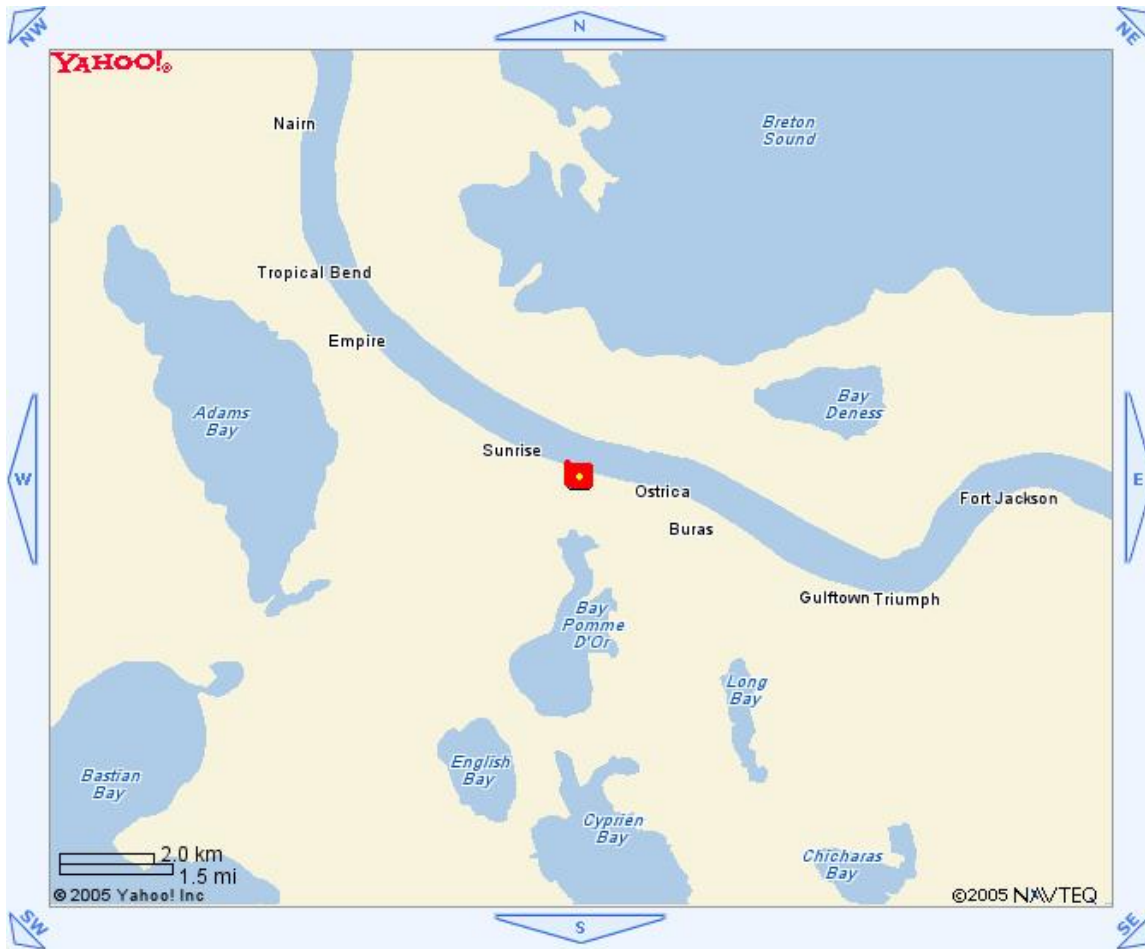 NW
N
NE
YAHOO!®
Nairn
Breton
Sound
Tropical Bend
Empire
Adams
Bay
Bay
Deness
Sunrise
W
E
Ostrica
Fort Jackson
Buras
Gulftown Triumph
Bay
Pomme
D'Or
Long
Bay
English
Bay
Bastian
Bay
Cyprien
Bay
Chicharas
Bay
2.0 km
1.5 mi
©2005 Yahoo! Inc
©2005 NAVTEQ
SW
S
SE